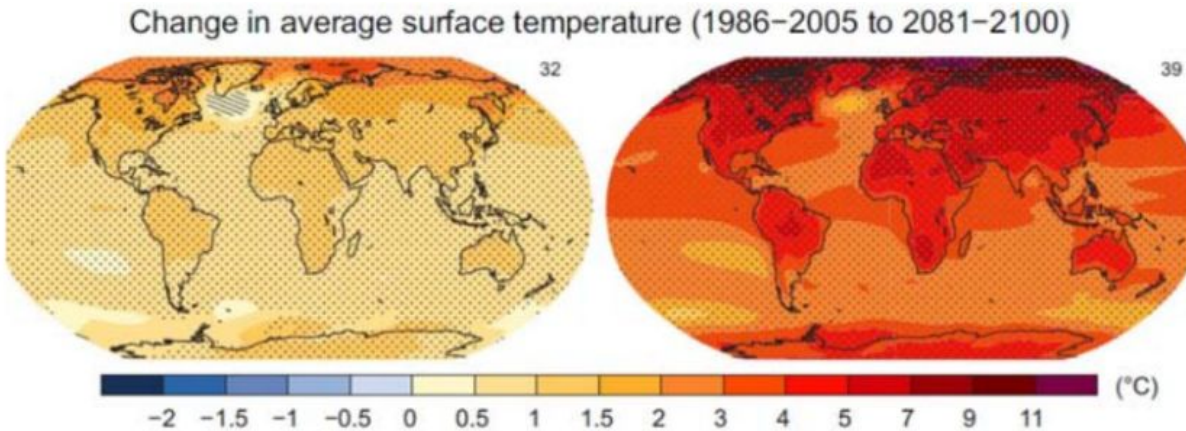 Change in average surface temperature (1986−2005 to 2081−2100)
32
39
(°C)
−2 −1.5 −1 −0.5 0 0.5 1 1.5 2 3 4 5 7 9 11